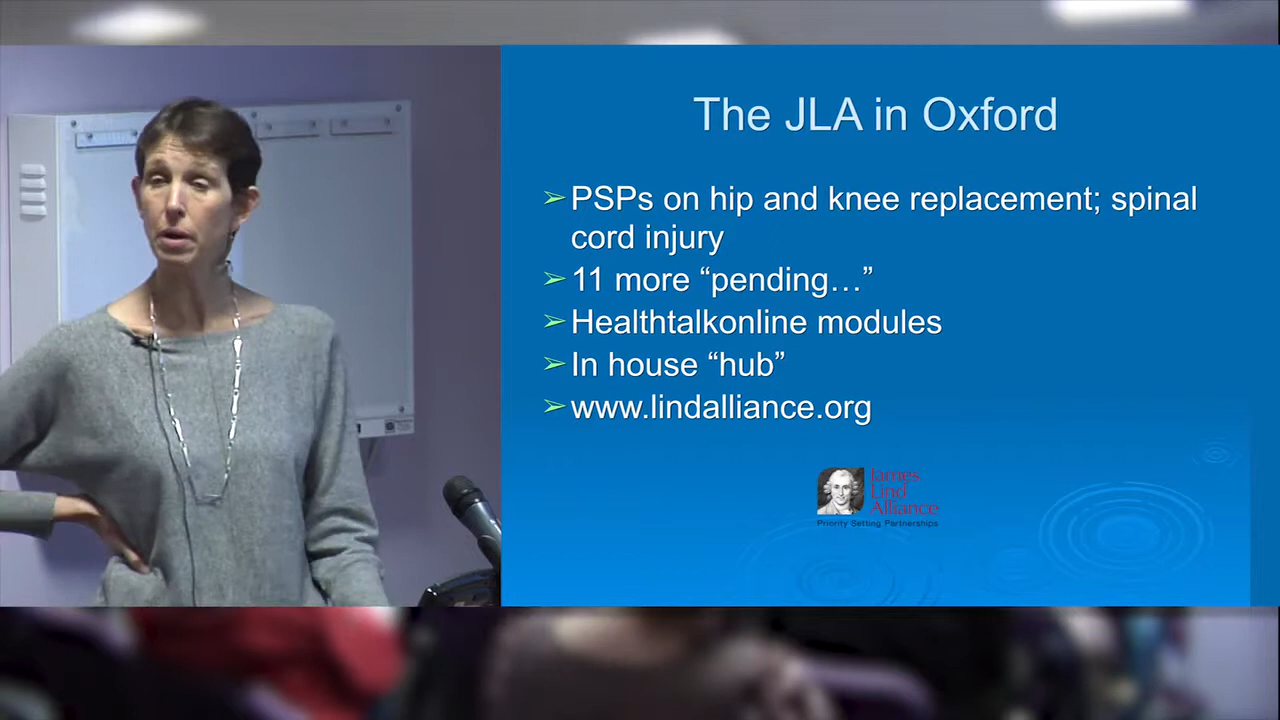 The JLA in Oxford
➢PSPs on hip and knee replacement; spinal
cord injury
➢11 more “pending…”
➢Healthtalkonline modules
➢In house “hub”
➢www.lindalliance.org
James
Lind
Alliance
Priority Setting Partnerships